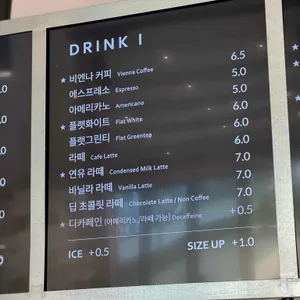 DRINK I
★ 비엔나 커피 Vienna Coffee 6.5
에스프레소 Espresso 5.0
아메리카노 Americano 5.0
★ 플랫화이트 Flat White 6.0
플랫그린티 Flat Greentea 6.0
라떼 Cafe Latte 6.0
★ 연유 라떼 Condensed Milk Latte 7.0
바닐라 라떼 Vanilla Latte 7.0
딥 초콜릿 라떼 Chocolate Latte / Non Coffee 7.0
★ 디카페인 (아메리카노/라떼 가능) Decaffeine +0.5
ICE +0.5 SIZE UP +1.0